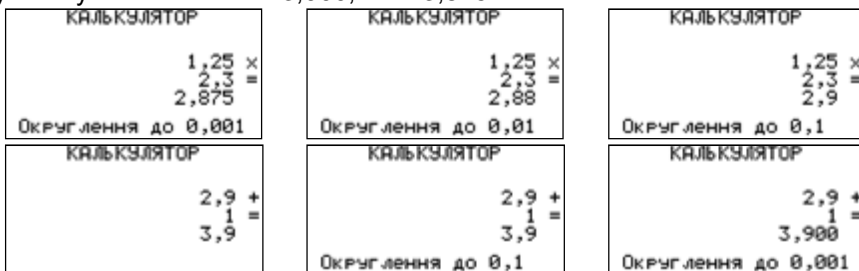 КАЛЬКУЛЯТОР
1,25 ×
2,3 =
2,875
Округлення до 0,001
КАЛЬКУЛЯТОР
1,25 ×
2,3 =
2,88
Округлення до 0,01
КАЛЬКУЛЯТОР
1,25 ×
2,3 =
2,9
Округлення до 0,1
КАЛЬКУЛЯТОР
2,9 +
1 =
3,9
КАЛЬКУЛЯТОР
2,9 +
1 =
3,9
Округлення до 0,1
КАЛЬКУЛЯТОР
2,9 +
1 =
3,900
Округлення до 0,001